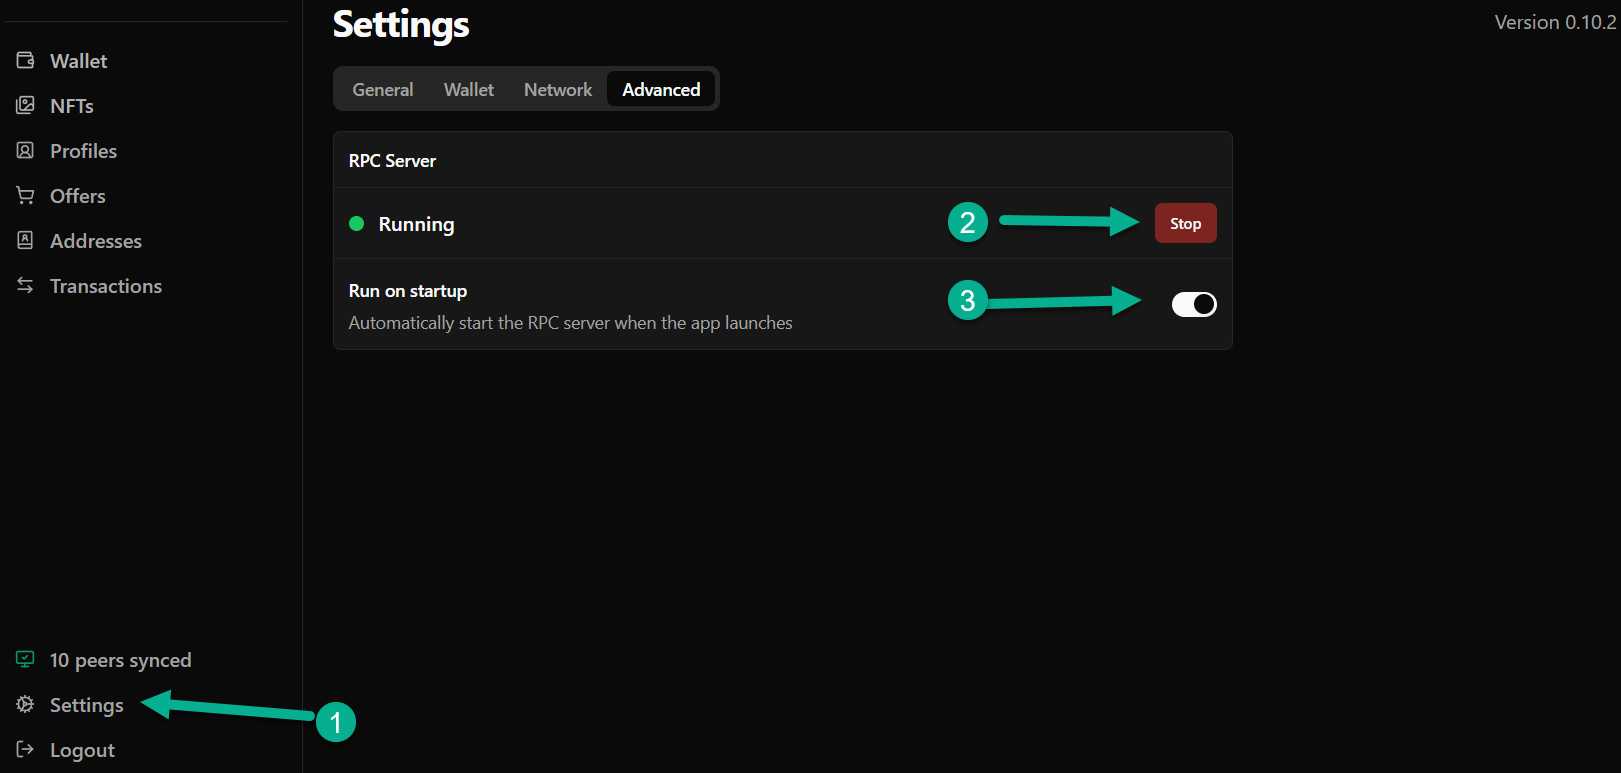 Settings
Version 0.10.2
Wallet
NFTs
Profiles
Offers
Addresses
Transactions
General Wallet Network Advanced
RPC Server
Running
2
Stop
Run on startup
3
Automatically start the RPC server when the app launches
10 peers synced
Settings
1
Logout